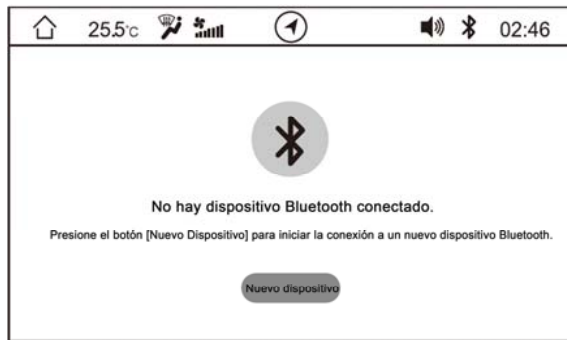 25.5°c 02:46
No hay dispositivo Bluetooth conectado.
Presione el botón [Nuevo Dispositivo] para iniciar la conexión a un nuevo dispositivo Bluetooth.
Nuevo dispositivo